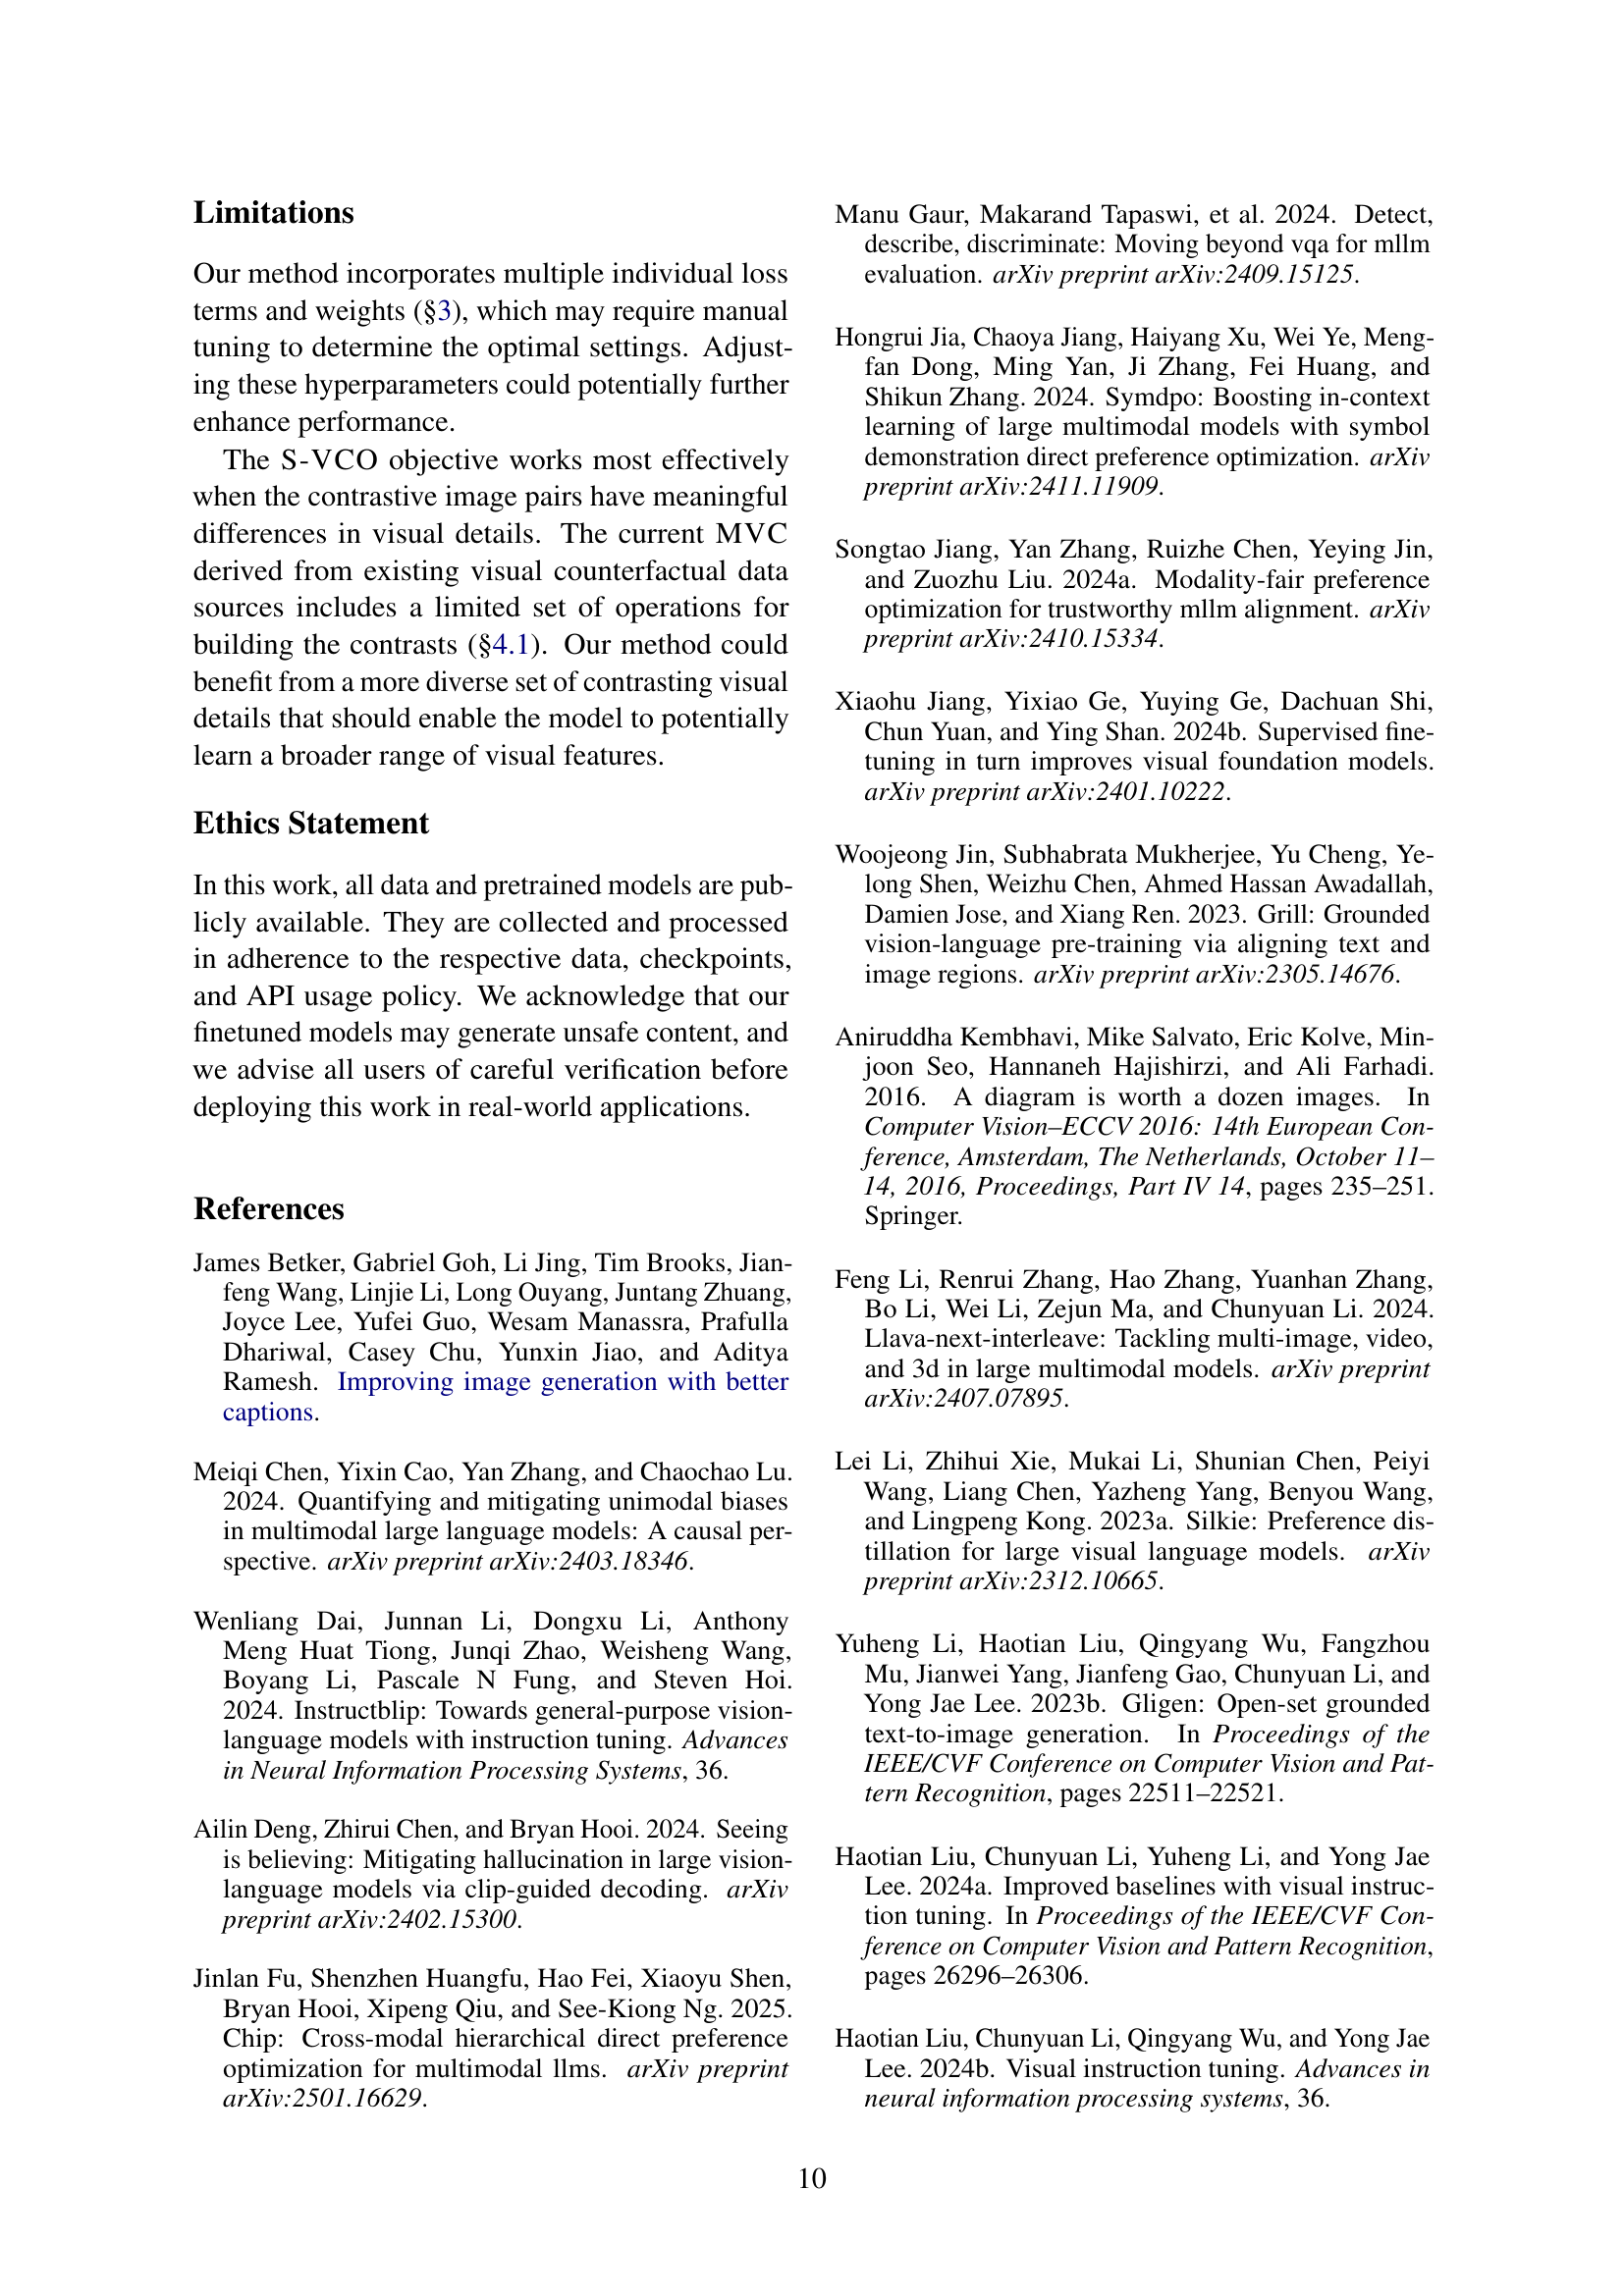 Limitations
Our method incorporates multiple individual loss
terms and weights (§3), which may require manual
tuning to determine the optimal settings. Adjust-
ing these hyperparameters could potentially further
enhance performance.
The S-VCO objective works most effectively
when the contrastive image pairs have meaningful
differences in visual details. The current MVC
derived from existing visual counterfactual data
sources includes a limited set of operations for
building the contrasts (§4.1). Our method could
benefit from a more diverse set of contrasting visual
details that should enable the model to potentially
learn a broader range of visual features.
Ethics Statement
In this work, all data and pretrained models are pub-
licly available. They are collected and processed
in adherence to the respective data, checkpoints,
and API usage policy. We acknowledge that our
finetuned models may generate unsafe content, and
we advise all users of careful verification before
deploying this work in real-world applications.
References
James Betker, Gabriel Goh, Li Jing, Tim Brooks, Jian-
feng Wang, Linjie Li, Long Ouyang, Juntang Zhuang,
Joyce Lee, Yufei Guo, Wesam Manassra, Prafulla
Dhariwal, Casey Chu, Yunxin Jiao, and Aditya
Ramesh. Improving image generation with better
captions.
Meiqi Chen, Yixin Cao, Yan Zhang, and Chaochao Lu.
2024. Quantifying and mitigating unimodal biases
in multimodal large language models: A causal per-
spective. arXiv preprint arXiv:2403.18346.
Wenliang Dai, Junnan Li, Dongxu Li, Anthony
Meng Huat Tiong, Junqi Zhao, Weisheng Wang,
Boyang Li, Pascale N Fung, and Steven Hoi.
2024. Instructblip: Towards general-purpose vision-
language models with instruction tuning. Advances
in Neural Information Processing Systems, 36.
Ailin Deng, Zhirui Chen, and Bryan Hooi. 2024. Seeing
is believing: Mitigating hallucination in large vision-
language models via clip-guided decoding. arXiv
preprint arXiv:2402.15300.
Jinlan Fu, Shenzhen Huangfu, Hao Fei, Xiaoyu Shen,
Bryan Hooi, Xipeng Qiu, and See-Kiong Ng. 2025.
Chip: Cross-modal hierarchical direct preference
optimization for multimodal llms. arXiv preprint
arXiv:2501.16629.
Manu Gaur, Makarand Tapaswi, et al. 2024. Detect,
describe, discriminate: Moving beyond vqa for mllm
evaluation. arXiv preprint arXiv:2409.15125.
Hongrui Jia, Chaoya Jiang, Haiyang Xu, Wei Ye, Meng-
fan Dong, Ming Yan, Ji Zhang, Fei Huang, and
Shikun Zhang. 2024. Symdpo: Boosting in-context
learning of large multimodal models with symbol
demonstration direct preference optimization. arXiv
preprint arXiv:2411.11909.
Songtao Jiang, Yan Zhang, Ruizhe Chen, Yeying Jin,
and Zuozhu Liu. 2024a. Modality-fair preference
optimization for trustworthy mllm alignment. arXiv
preprint arXiv:2410.15334.
Xiaohu Jiang, Yixiao Ge, Yuying Ge, Dachuan Shi,
Chun Yuan, and Ying Shan. 2024b. Supervised fine-
tuning in turn improves visual foundation models.
arXiv preprint arXiv:2401.10222.
Woojeong Jin, Subhabrata Mukherjee, Yu Cheng, Ye-
long Shen, Weizhu Chen, Ahmed Hassan Awadallah,
Damien Jose, and Xiang Ren. 2023. Grill: Grounded
vision-language pre-training via aligning text and
image regions. arXiv preprint arXiv:2305.14676.
Aniruddha Kembhavi, Mike Salvato, Eric Kolve, Min-
joon Seo, Hannaneh Hajishirzi, and Ali Farhadi.
2016. A diagram is worth a dozen images. In
Computer Vision–ECCV 2016: 14th European Con-
ference, Amsterdam, The Netherlands, October 11–
14, 2016, Proceedings, Part IV 14, pages 235–251.
Springer.
Feng Li, Renrui Zhang, Hao Zhang, Yuanhan Zhang,
Bo Li, Wei Li, Zejun Ma, and Chunyuan Li. 2024.
Llava-next-interleave: Tackling multi-image, video,
and 3d in large multimodal models. arXiv preprint
arXiv:2407.07895.
Lei Li, Zhihui Xie, Mukai Li, Shunian Chen, Peiyi
Wang, Liang Chen, Yazheng Yang, Benyou Wang,
and Lingpeng Kong. 2023a. Silkie: Preference dis-
tillation for large visual language models. arXiv
preprint arXiv:2312.10665.
Yuheng Li, Haotian Liu, Qingyang Wu, Fangzhou
Mu, Jianwei Yang, Jianfeng Gao, Chunyuan Li, and
Yong Jae Lee. 2023b. Gligen: Open-set grounded
text-to-image generation. In Proceedings of the
IEEE/CVF Conference on Computer Vision and Pat-
tern Recognition, pages 22511–22521.
Haotian Liu, Chunyuan Li, Yuheng Li, and Yong Jae
Lee. 2024a. Improved baselines with visual instruc-
tion tuning. In Proceedings of the IEEE/CVF Con-
ference on Computer Vision and Pattern Recognition,
pages 26296–26306.
Haotian Liu, Chunyuan Li, Qingyang Wu, and Yong Jae
Lee. 2024b. Visual instruction tuning. Advances in
neural information processing systems, 36.
10